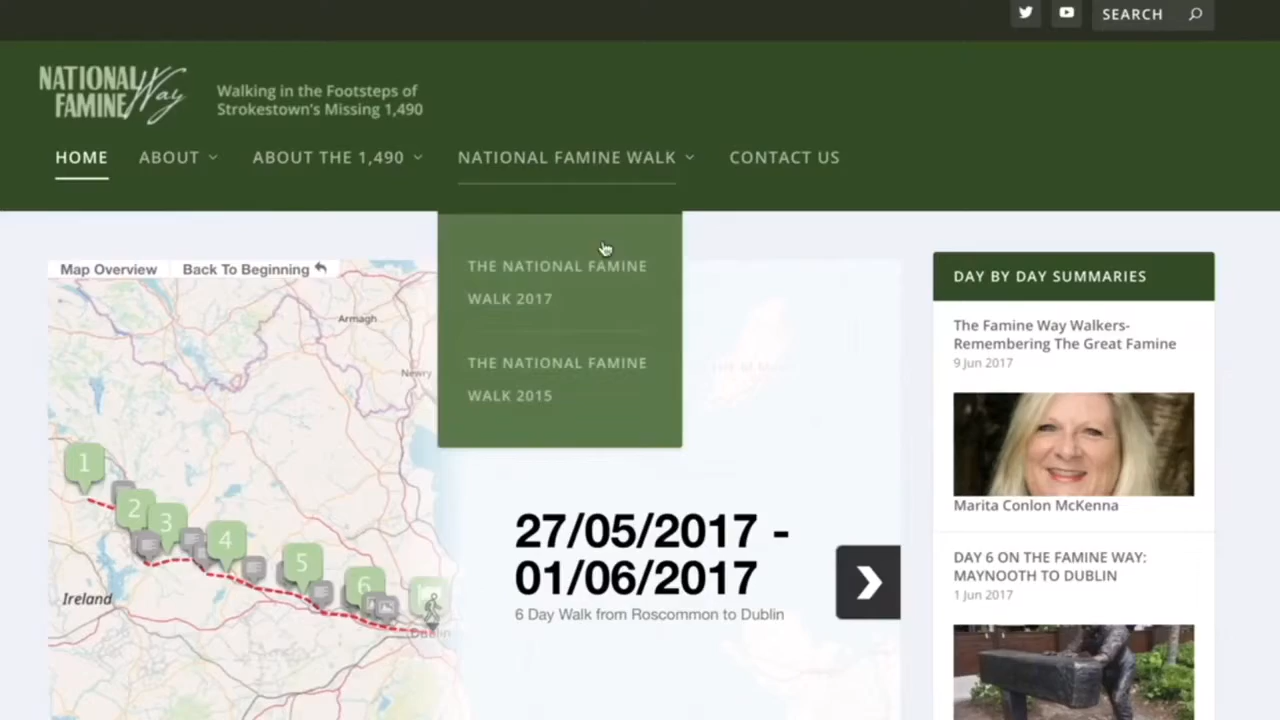 SEARCH
NATIONAL
FAMINE Way
Walking in the Footsteps of
Strokestown's Missing 1,490
HOME
ABOUT
ABOUT THE 1,490
NATIONAL FAMINE WALK
CONTACT US
THE NATIONAL FAMINE
WALK 2017
THE NATIONAL FAMINE
WALK 2015
Map Overview
Back To Beginning
Armagh
Newry
1
2
3
4
5
6
Ireland
Dublin
27/05/2017 -
01/06/2017
6 Day Walk from Roscommon to Dublin
DAY BY DAY SUMMARIES
The Famine Way Walkers-
Remembering The Great Famine
9 Jun 2017
Marita Conlon McKenna
DAY 6 ON THE FAMINE WAY:
MAYNOOTH TO DUBLIN
1 Jun 2017